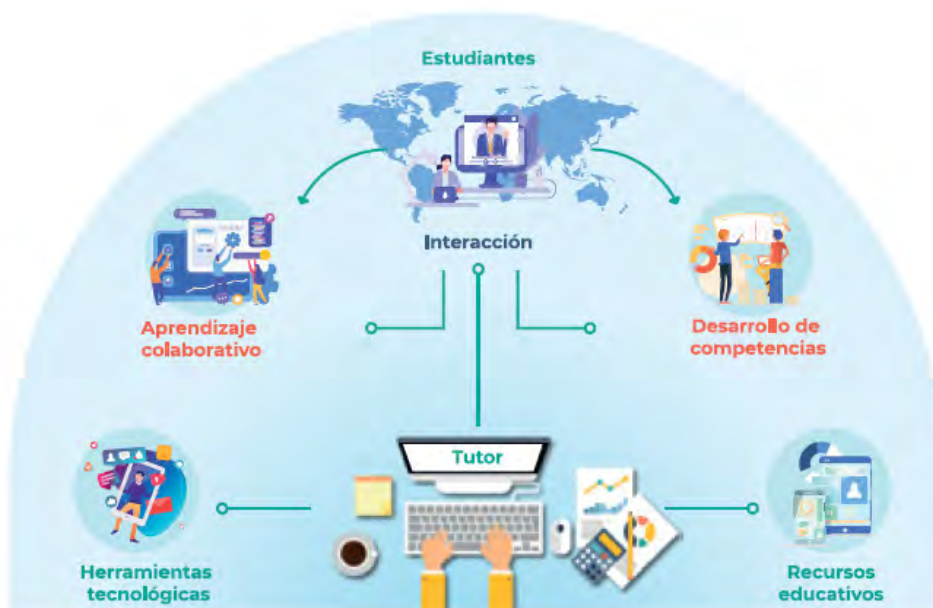 Estudiantes
Interacción
Aprendizaje
colaborativo
Desarrollo de
competencias
Tutor
Herramientas
tecnológicas
Recursos
educativos